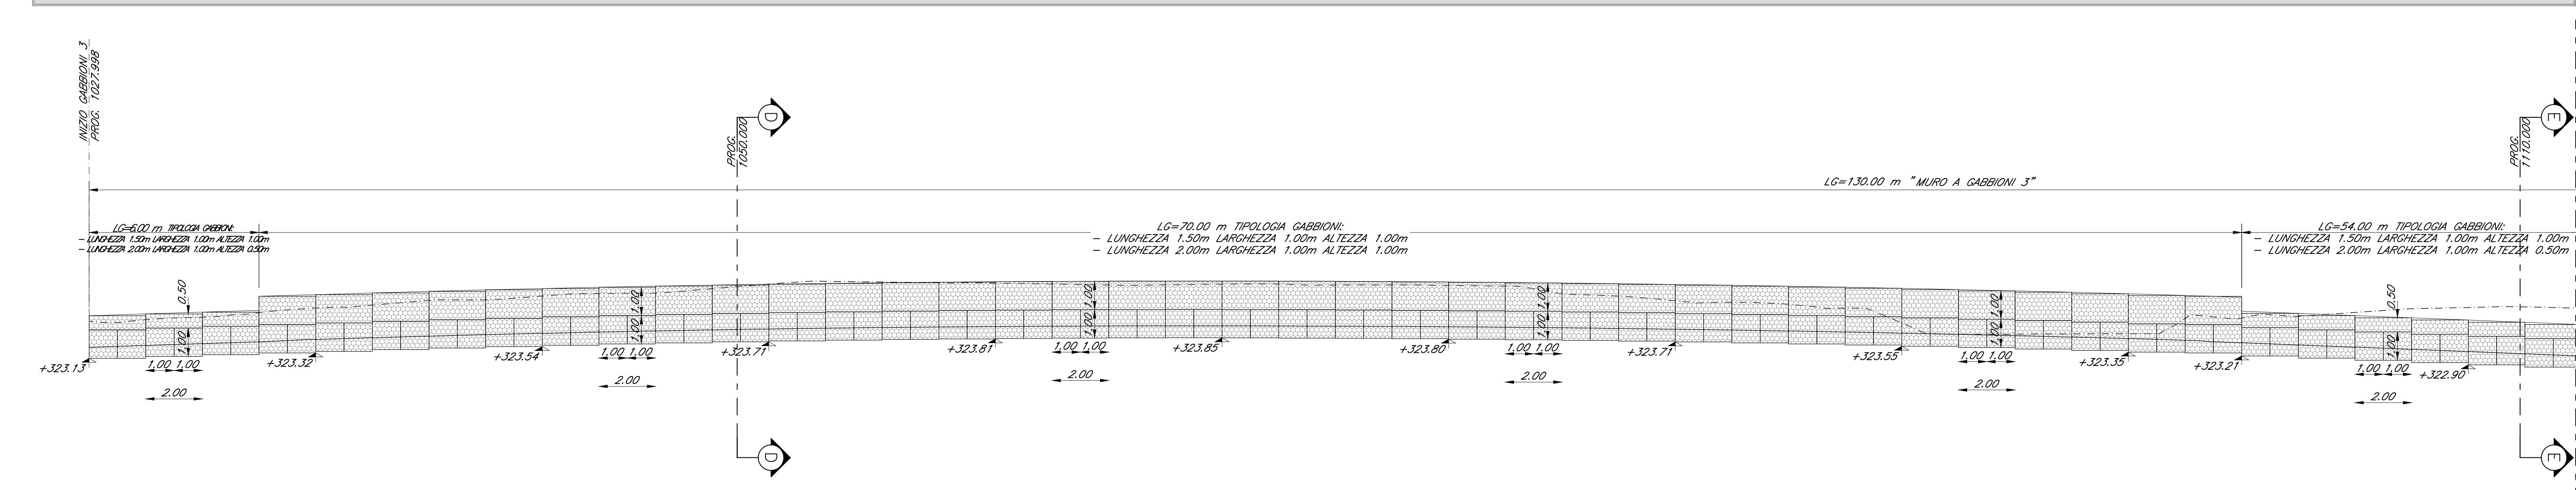 INIZIO GABBIONI 3
PROG. 1027.998
D
PROG.
1050.000
E
PROG.
1110.000
LG=130.00 m "MURO A GABBIONI 3"
LG=6.00 m TIPOLOGIA GABBIONI:
- LUNGHEZZA 1.50m LARGHEZZA 1.00m ALTEZZA 1.00m
- LUNGHEZZA 2.00m LARGHEZZA 1.00m ALTEZZA 0.50m
LG=70.00 m TIPOLOGIA GABBIONI:
- LUNGHEZZA 1.50m LARGHEZZA 1.00m ALTEZZA 1.00m
- LUNGHEZZA 2.00m LARGHEZZA 1.00m ALTEZZA 1.00m
LG=54.00 m TIPOLOGIA GABBIONI:
- LUNGHEZZA 1.50m LARGHEZZA 1.00m ALTEZZA 1.00m
- LUNGHEZZA 2.00m LARGHEZZA 1.00m ALTEZZA 0.50m
0.50
1.00
1.00
1.00
1.00
1.00
1.00
1.00
1.00
1.00
0.50
1.00
+323.13
+323.32
+323.54
+323.71
+323.81
+323.85
+323.80
+323.71
+323.55
+323.35
+323.21
+322.90
1.00 1.00
2.00
1.00 1.00
2.00
1.00 1.00
2.00
1.00 1.00
2.00
1.00 1.00
2.00
1.00 1.00
2.00
D
E